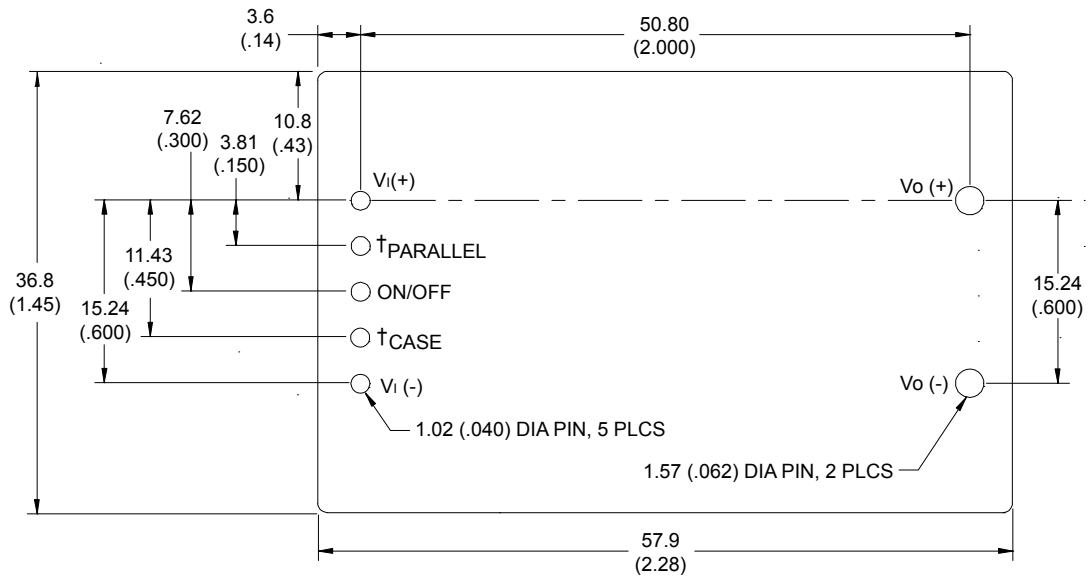 3.6
(.14)
50.80
(2.000)
7.62
(.300)
3.81
(.150)
10.8
(.43)
VI(+)
Vo (+)
†PARALLEL
11.43
(.450)
36.8
(1.45)
ON/OFF
15.24
(.600)
15.24
(.600)
†CASE
VI (-)
Vo (-)
1.02 (.040) DIA PIN, 5 PLCS
1.57 (.062) DIA PIN, 2 PLCS
57.9
(2.28)